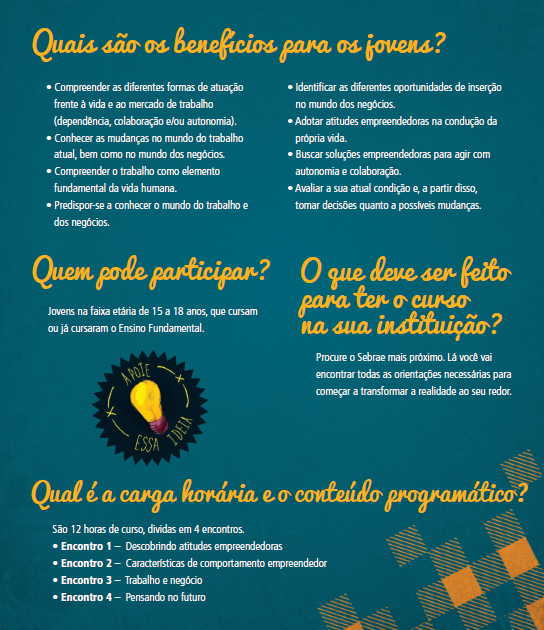 Quais são os benefícios para os jovens?
• Compreender as diferentes formas de atuação
frente à vida e ao mercado de trabalho
(dependência, colaboração e/ou autonomia).
• Conhecer as mudanças no mundo do trabalho
atual, bem como no mundo dos negócios.
• Compreender o trabalho como elemento
fundamental da vida humana.
• Predispor-se a conhecer o mundo do trabalho e
dos negócios.
• Identificar as diferentes oportunidades de inserção
no mundo dos negócios.
• Adotar atitudes empreendedoras na condução da
própria vida.
• Buscar soluções empreendedoras para agir com
autonomia e colaboração.
• Avaliar a sua atual condição e, a partir disso,
tomar decisões quanto a possíveis mudanças.
Quem pode participar?
Jovens na faixa etária de 15 a 18 anos, que cursam
ou já cursaram o Ensino Fundamental.
APOIE
ESSA IDEIA
O que deve ser feito
para ter o curso
na sua instituição?
Procure o Sebrae mais próximo. Lá você vai
encontrar todas as orientações necessárias para
começar a transformar a realidade ao seu redor.
Qual é a carga horária e o conteúdo programático?
São 12 horas de curso, dividas em 4 encontros.
• Encontro 1 – Descobrindo atitudes empreendedoras
• Encontro 2 – Características de comportamento empreendedor
• Encontro 3 – Trabalho e negócio
• Encontro 4 – Pensando no futuro